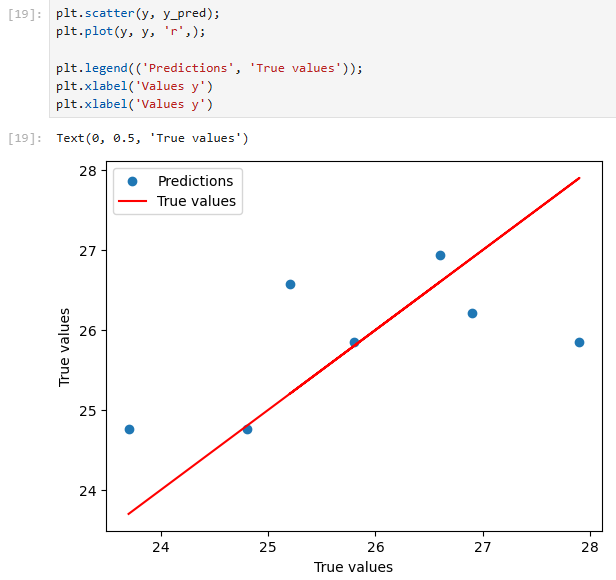 [19]: plt.scatter(y, y_pred);
plt.plot(y, y, 'r',);
plt.legend(('Predictions', 'True values'));
plt.xlabel('Values y')
plt.xlabel('Values y')
[19]: Text(0, 0.5, 'True values')
28
Predictions
True values
27
26
25
24
True values
24 25 26 27 28
True values